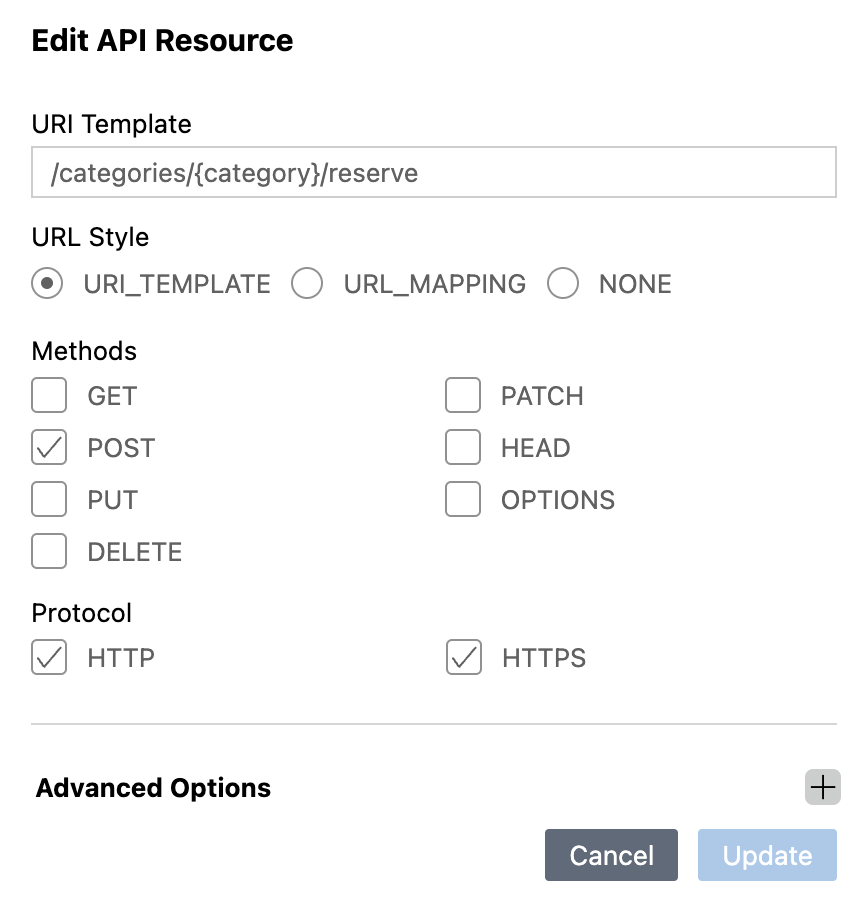 Edit API Resource
URI Template
/categories/{category}/reserve
URL Style
URI_TEMPLATE URL_MAPPING NONE
Methods
GET PATCH
POST HEAD
PUT OPTIONS
DELETE
Protocol
HTTP HTTPS
Advanced Options
Cancel Update